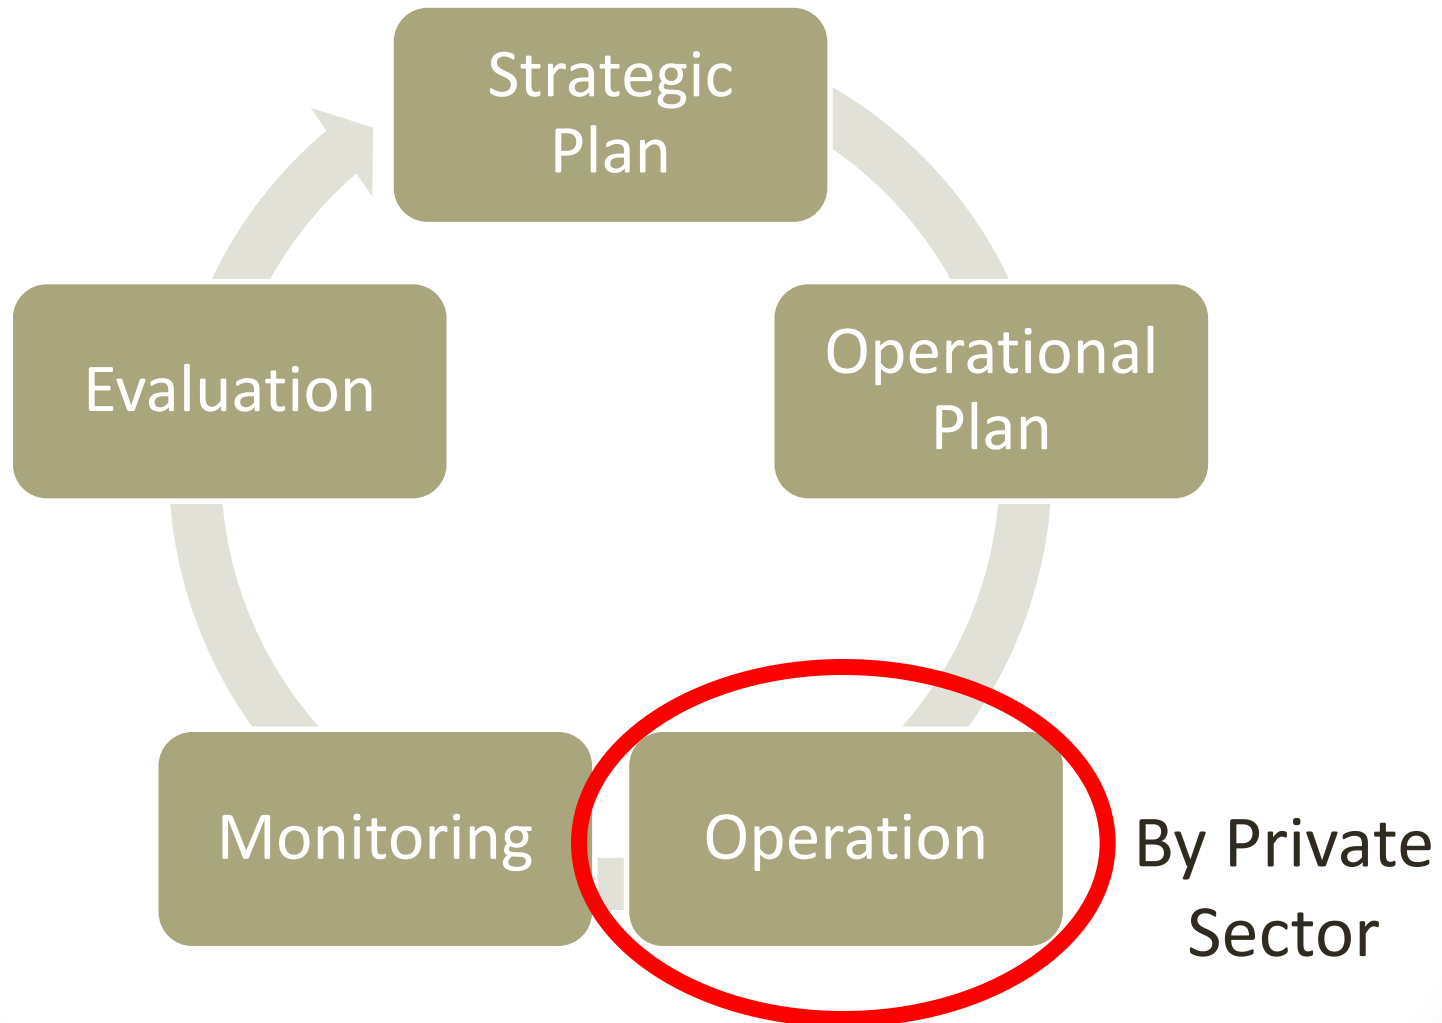 Strategic
Plan
Operational
Plan
Evaluation
Monitoring
Operation
By Private
Sector